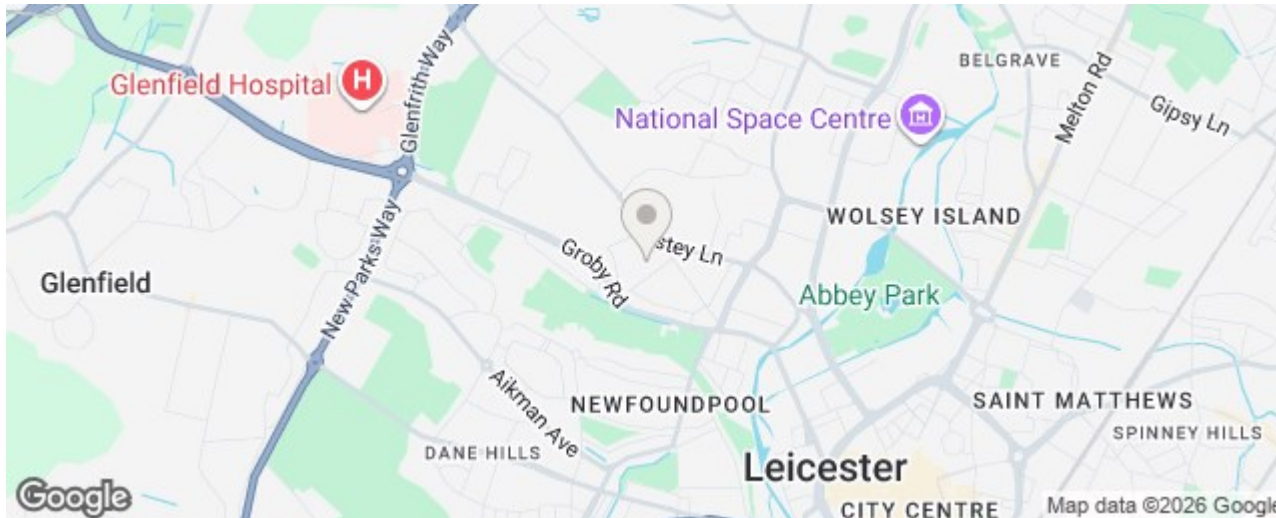 BELGRAVE
Melton Rd
Gipsy Ln
Glenfield Hospital
H
Glenfrith Way
National Space Centre
WOLSEY ISLAND
stey Ln
Groby Rd
New Parks Way
Glenfield
Abbey Park
Aikman Ave
NEWFOUNDPOOL
SAINT MATTHEWS
SPINNEY HILLS
DANE HILLS
Leicester
CITY CENTRE
Google
Map data ©2026 Google